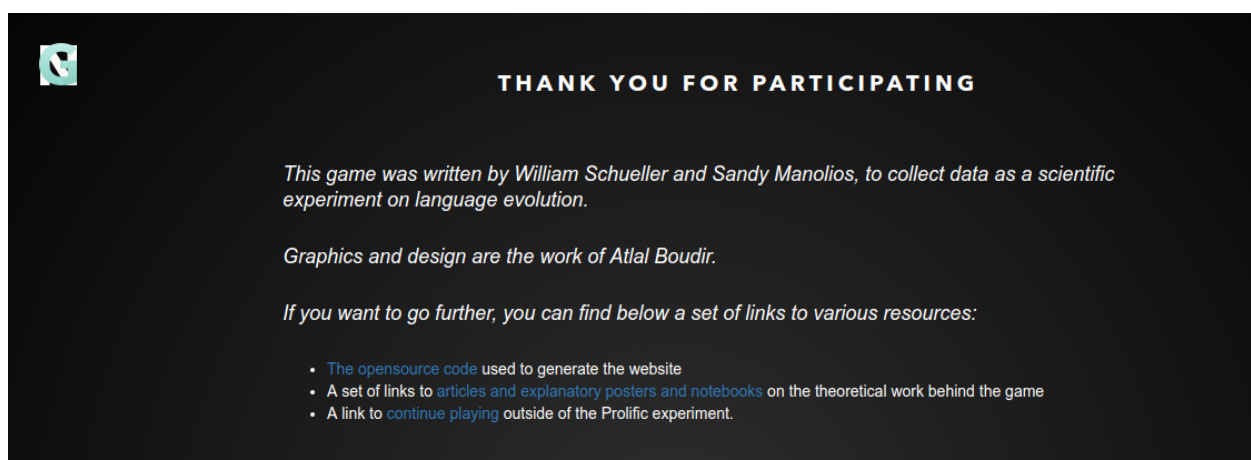 THANK YOU FOR PARTICIPATING
This game was written by William Schueller and Sandy Manolios, to collect data as a scientific
experiment on language evolution.
Graphics and design are the work of Atlal Boudir.
If you want to go further, you can find below a set of links to various resources:
• The opensource code used to generate the website
• A set of links to articles and explanatory posters and notebooks on the theoretical work behind the game
• A link to continue playing outside of the Prolific experiment.